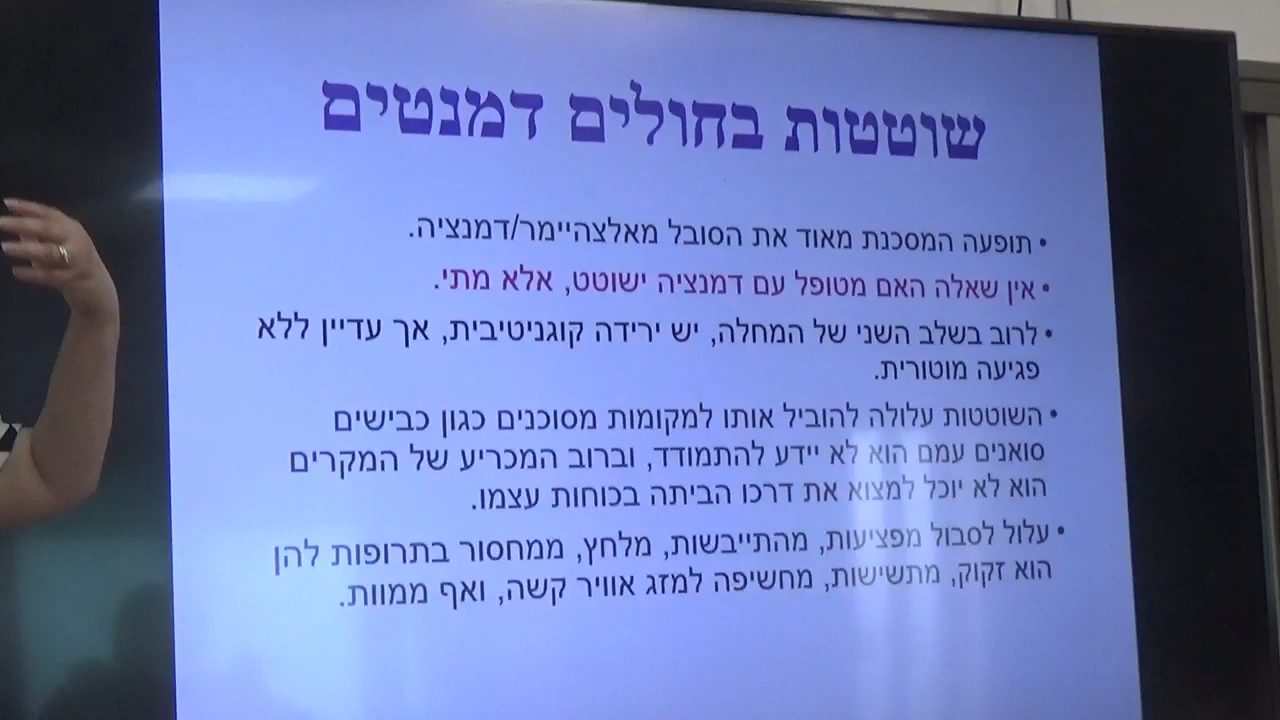 שוטטות בחולים דמנטים
• תופעה המסכנת מאוד את הסובל מאלצהיימר/דמנציה.
• אין שאלה האם מטופל עם דמנציה ישוטט, אלא מתי.
• לרוב בשלב השני של המחלה, יש ירידה קוגניטיבית, אך עדיין ללא
פגיעה מוטורית.
• השוטטות עלולה להוביל אותו למקומות מסוכנים כגון כבישים
סואנים עמם הוא לא יידע להתמודד, וברוב המכריע של המקרים
הוא לא יוכל למצוא את דרכו הביתה בכוחות עצמו.
• עלול לסבול מפציעות, מהתייבשות, מלחץ, ממחסור בתרופות להן
הוא זקוק, מתשישות, מחשיפה למזג אוויר קשה, ואף ממוות.